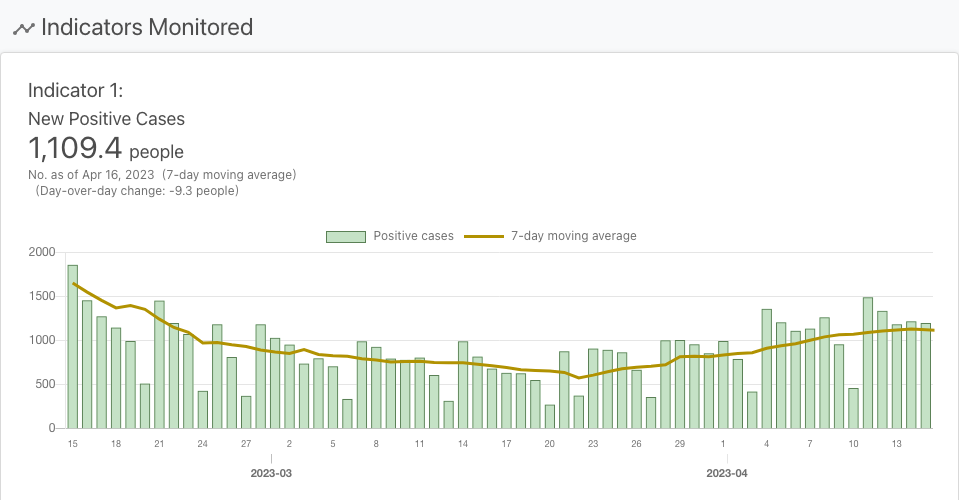 Indicators Monitored
Indicator 1:
New Positive Cases
1,109.4 people
No. as of Apr 16, 2023 (7-day moving average)
(Day-over-day change: -9.3 people)
Positive cases 7-day moving average
2000
1500
1000
500
0
15 18 21 24 27 2 5 8 11 14 17 20 23 26 29 1 4 7 10 13
2023-03 2023-04